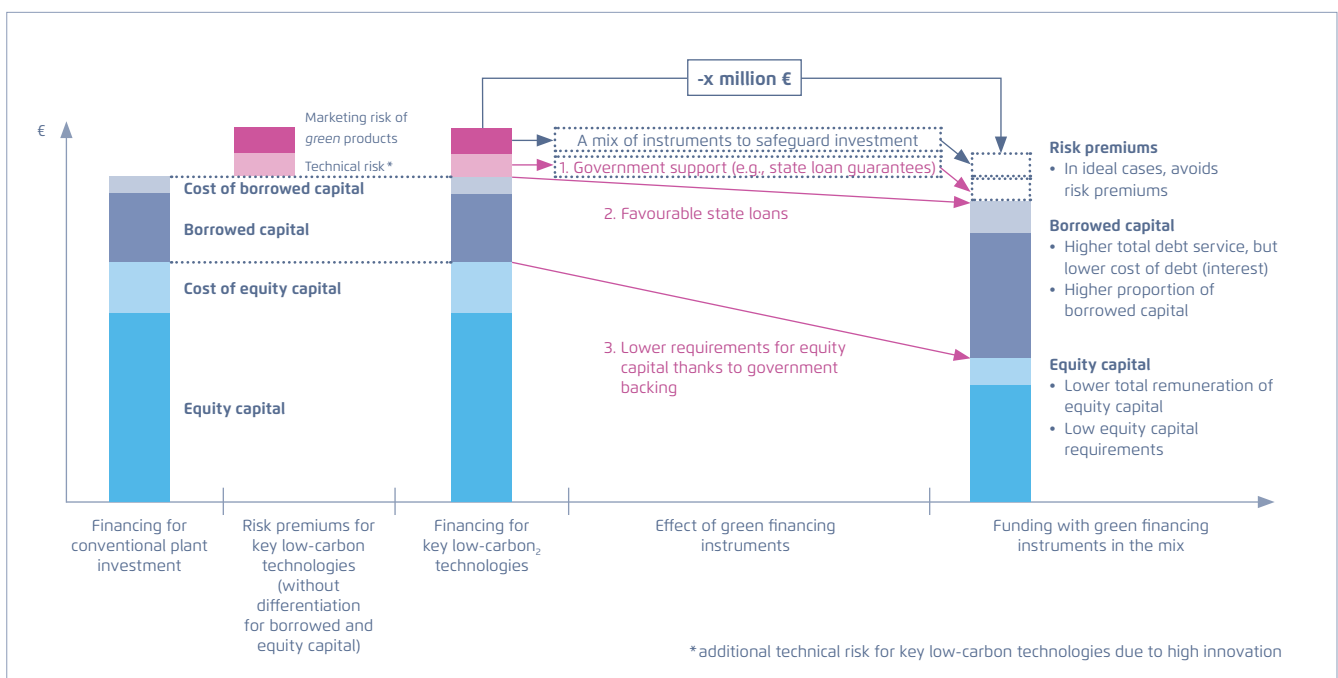 -x million €
€
Marketing risk of
green products
Technical risk*
Cost of borrowed capital
Borrowed capital
Cost of equity capital
Equity capital
A mix of instruments to safeguard investment
1. Government support (e.g., state loan guarantees)
2. Favourable state loans
3. Lower requirements for equity
capital thanks to government
backing
Risk premiums
• In ideal cases, avoids
risk premiums
Borrowed capital
• Higher total debt service, but
lower cost of debt (interest)
• Higher proportion of
borrowed capital
Equity capital
• Lower total remuneration of
equity capital
• Low equity capital
requirements
Financing for
conventional plant
investment
Risk premiums for
key low-carbon
technologies
(without
differentiation
for borrowed and
equity capital)
Financing for
key low-carbon₂
technologies
Effect of green financing
instruments
Funding with green financing
instruments in the mix
*additional technical risk for key low-carbon technologies due to high innovation